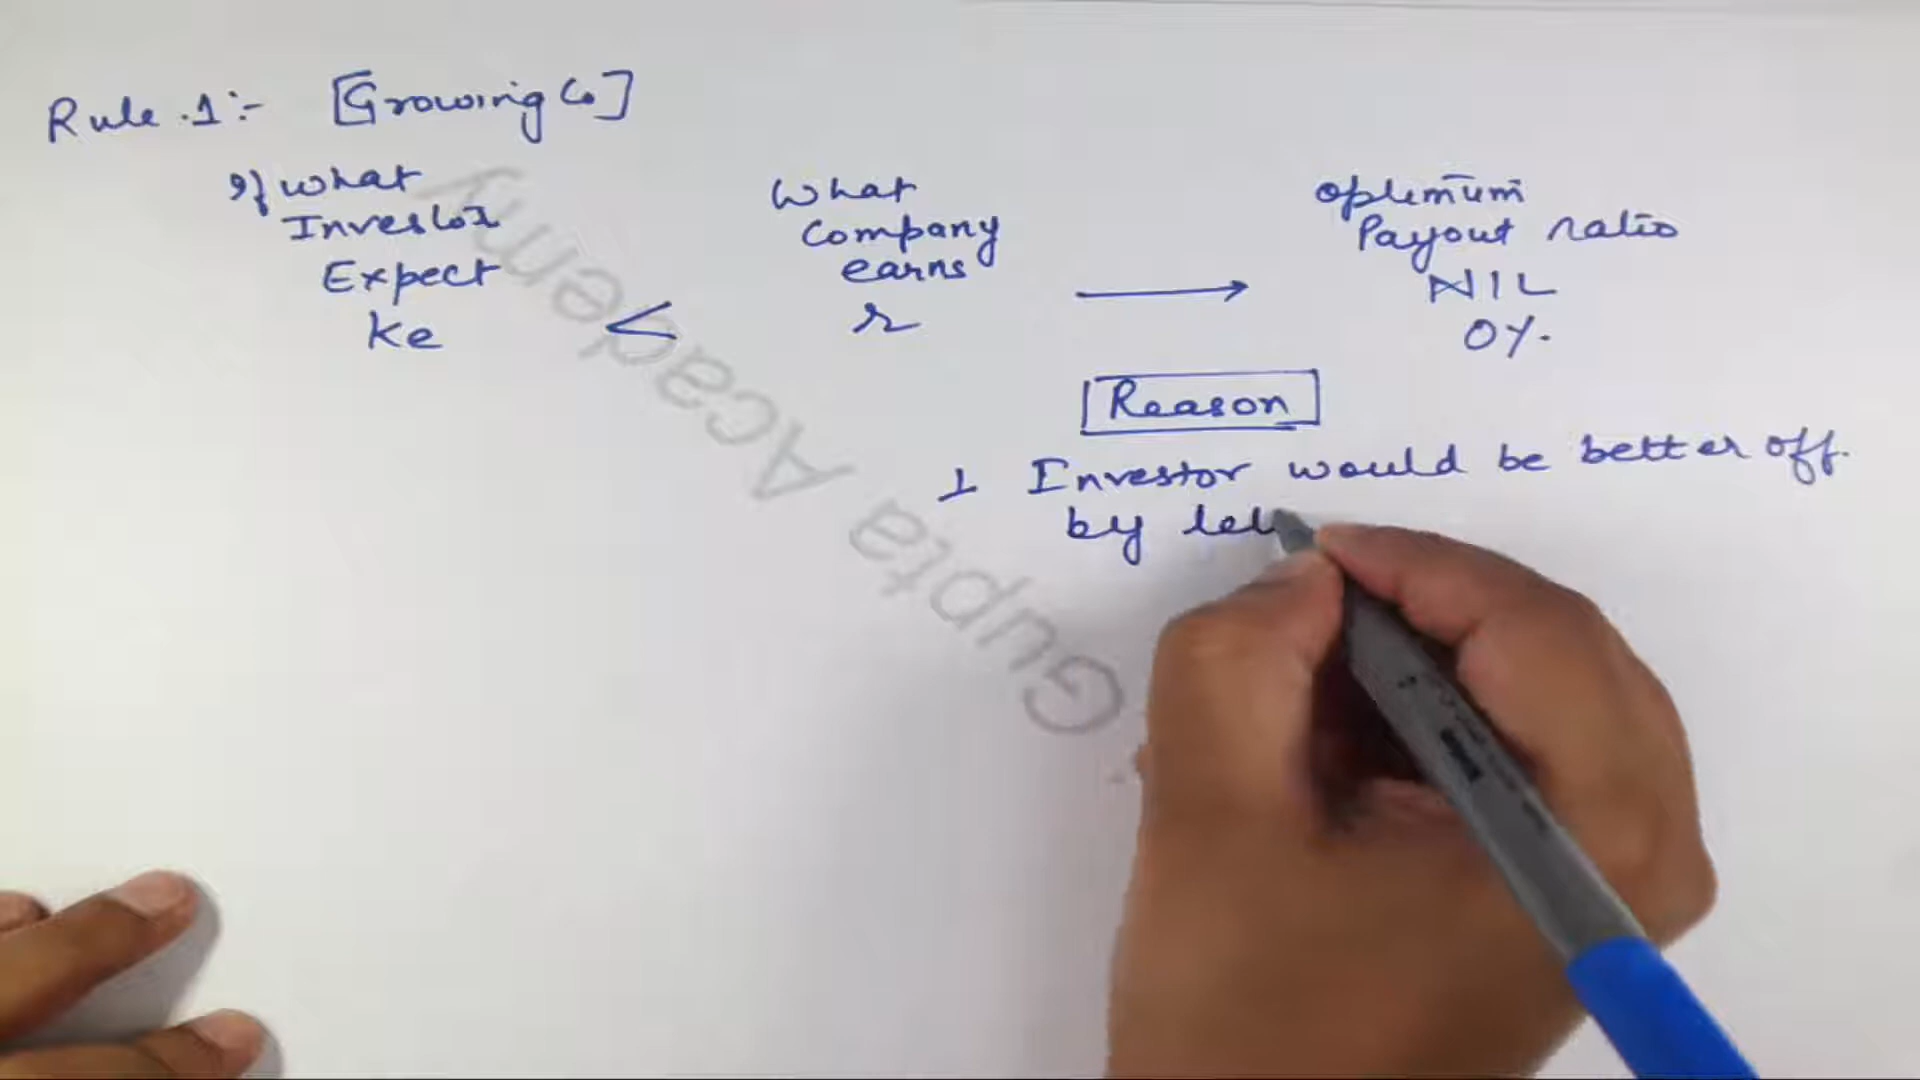 Rule.1:- [Growing Co]
If what
Investor
Expect
Ke
<
What
Company
earns
r
optimum
Payout ratio
NIL
0%.
Reason
1 Investor would be better off.
by let
Gupta Academy